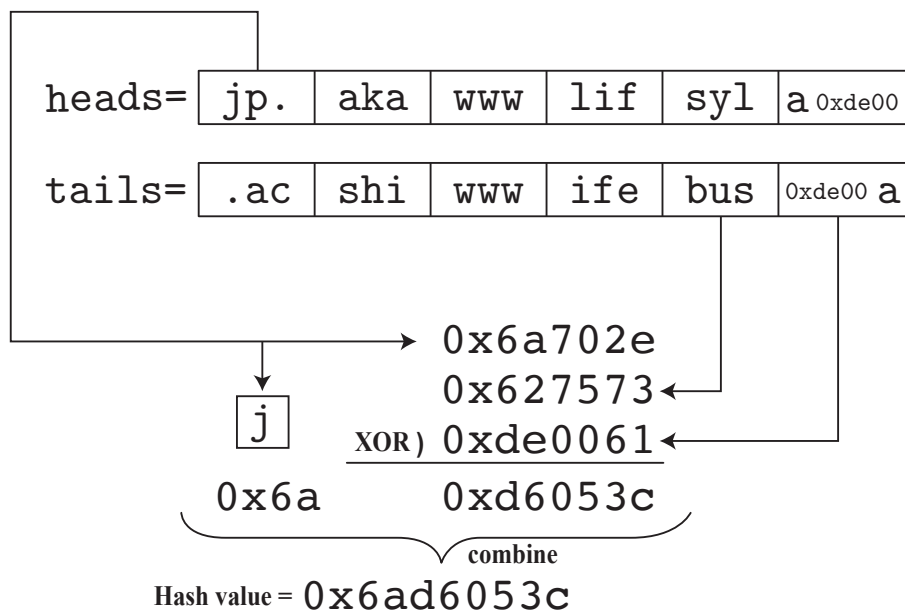 heads= jp. aka www lif syl a 0xde00
tails= .ac shi www ife bus 0xde00 a
0x6a702e
0x627573
j
XOR ) 0xde0061
0x6a 0xd6053c
combine
Hash value = 0x6ad6053c